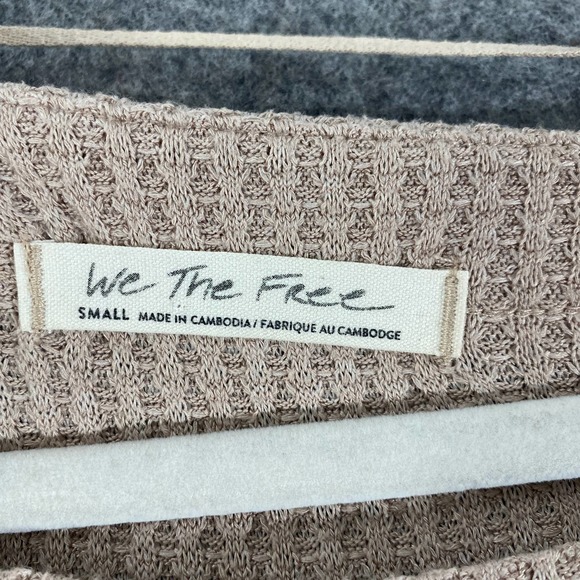 We The Free
SMALL MADE IN CAMBODIA / FABRIQUE AU CAMBODGE